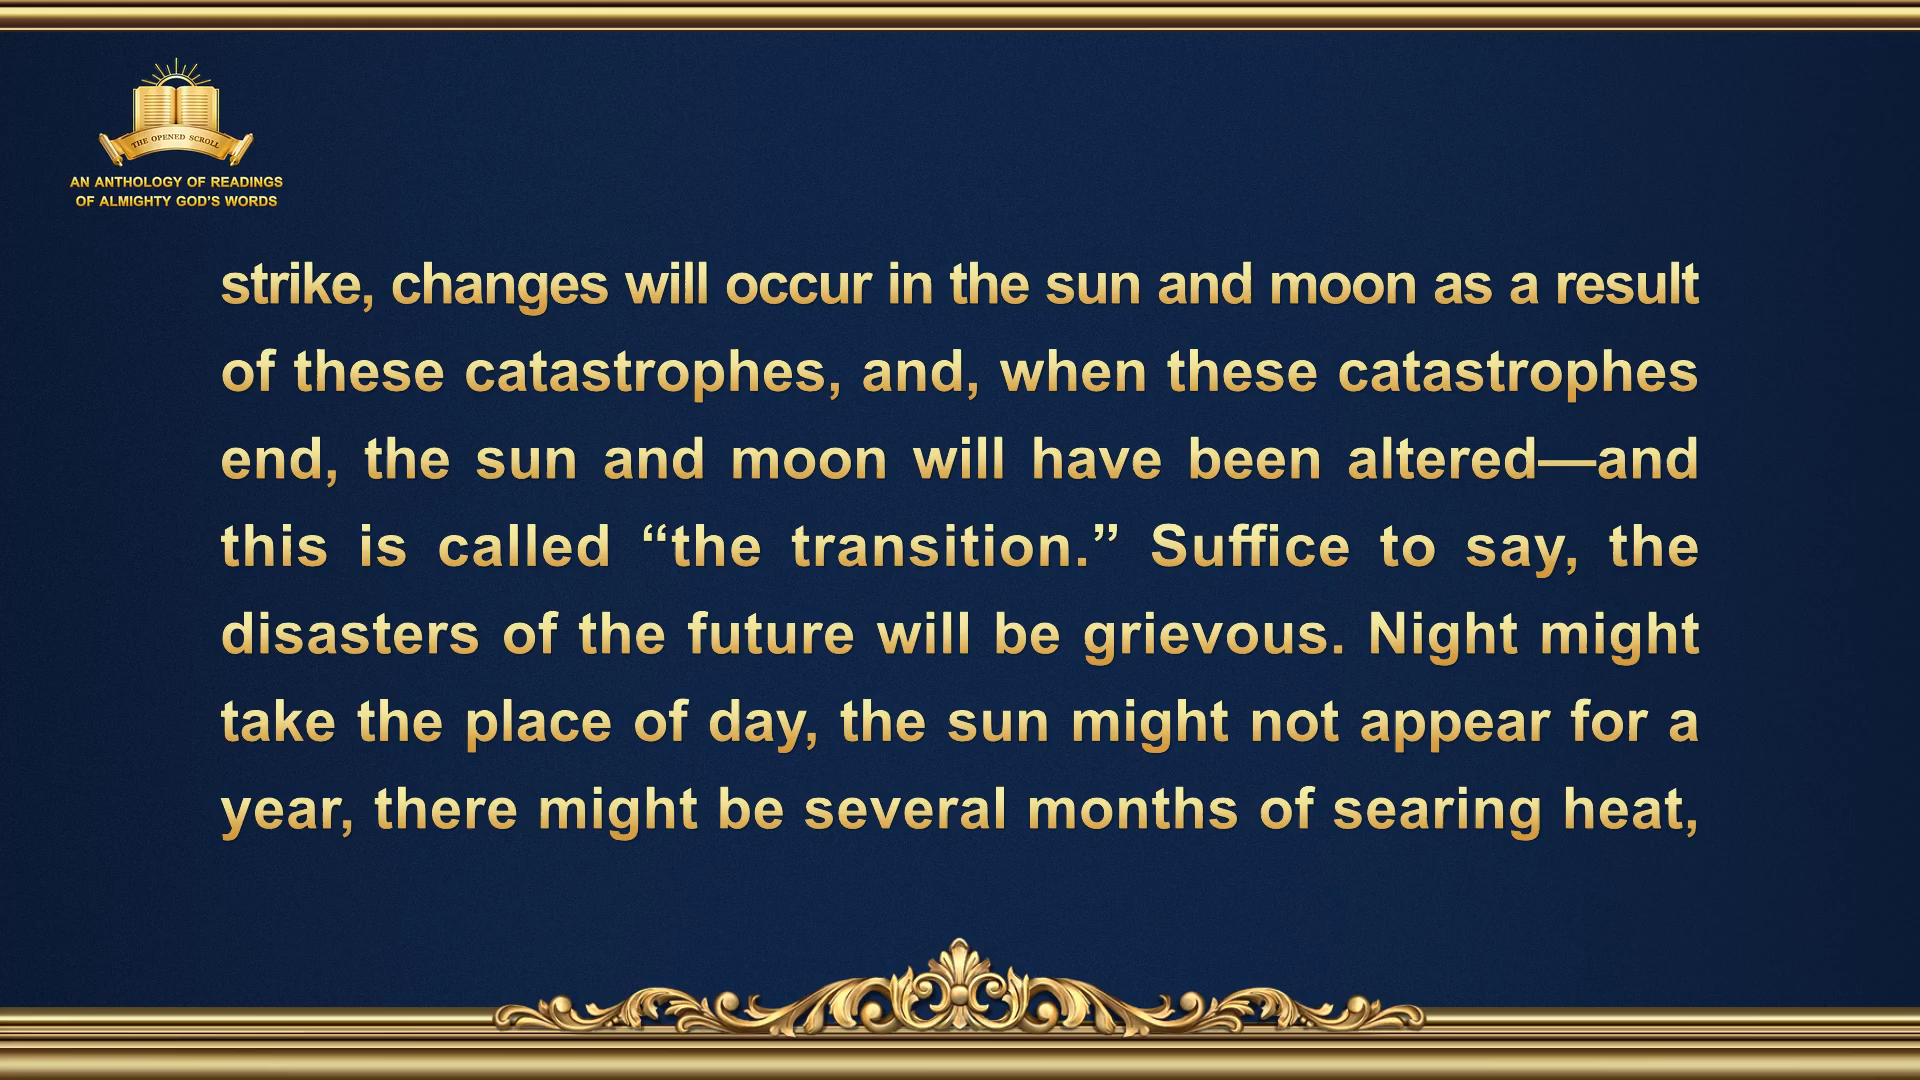 THE OPENED SCROLL
AN ANTHOLOGY OF READINGS
OF ALMIGHTY GOD'S WORDS
strike, changes will occur in the sun and moon as a result
of these catastrophes, and, when these catastrophes
end, the sun and moon will have been altered—and
this is called “the transition.” Suffice to say, the
disasters of the future will be grievous. Night might
take the place of day, the sun might not appear for a
year, there might be several months of searing heat,